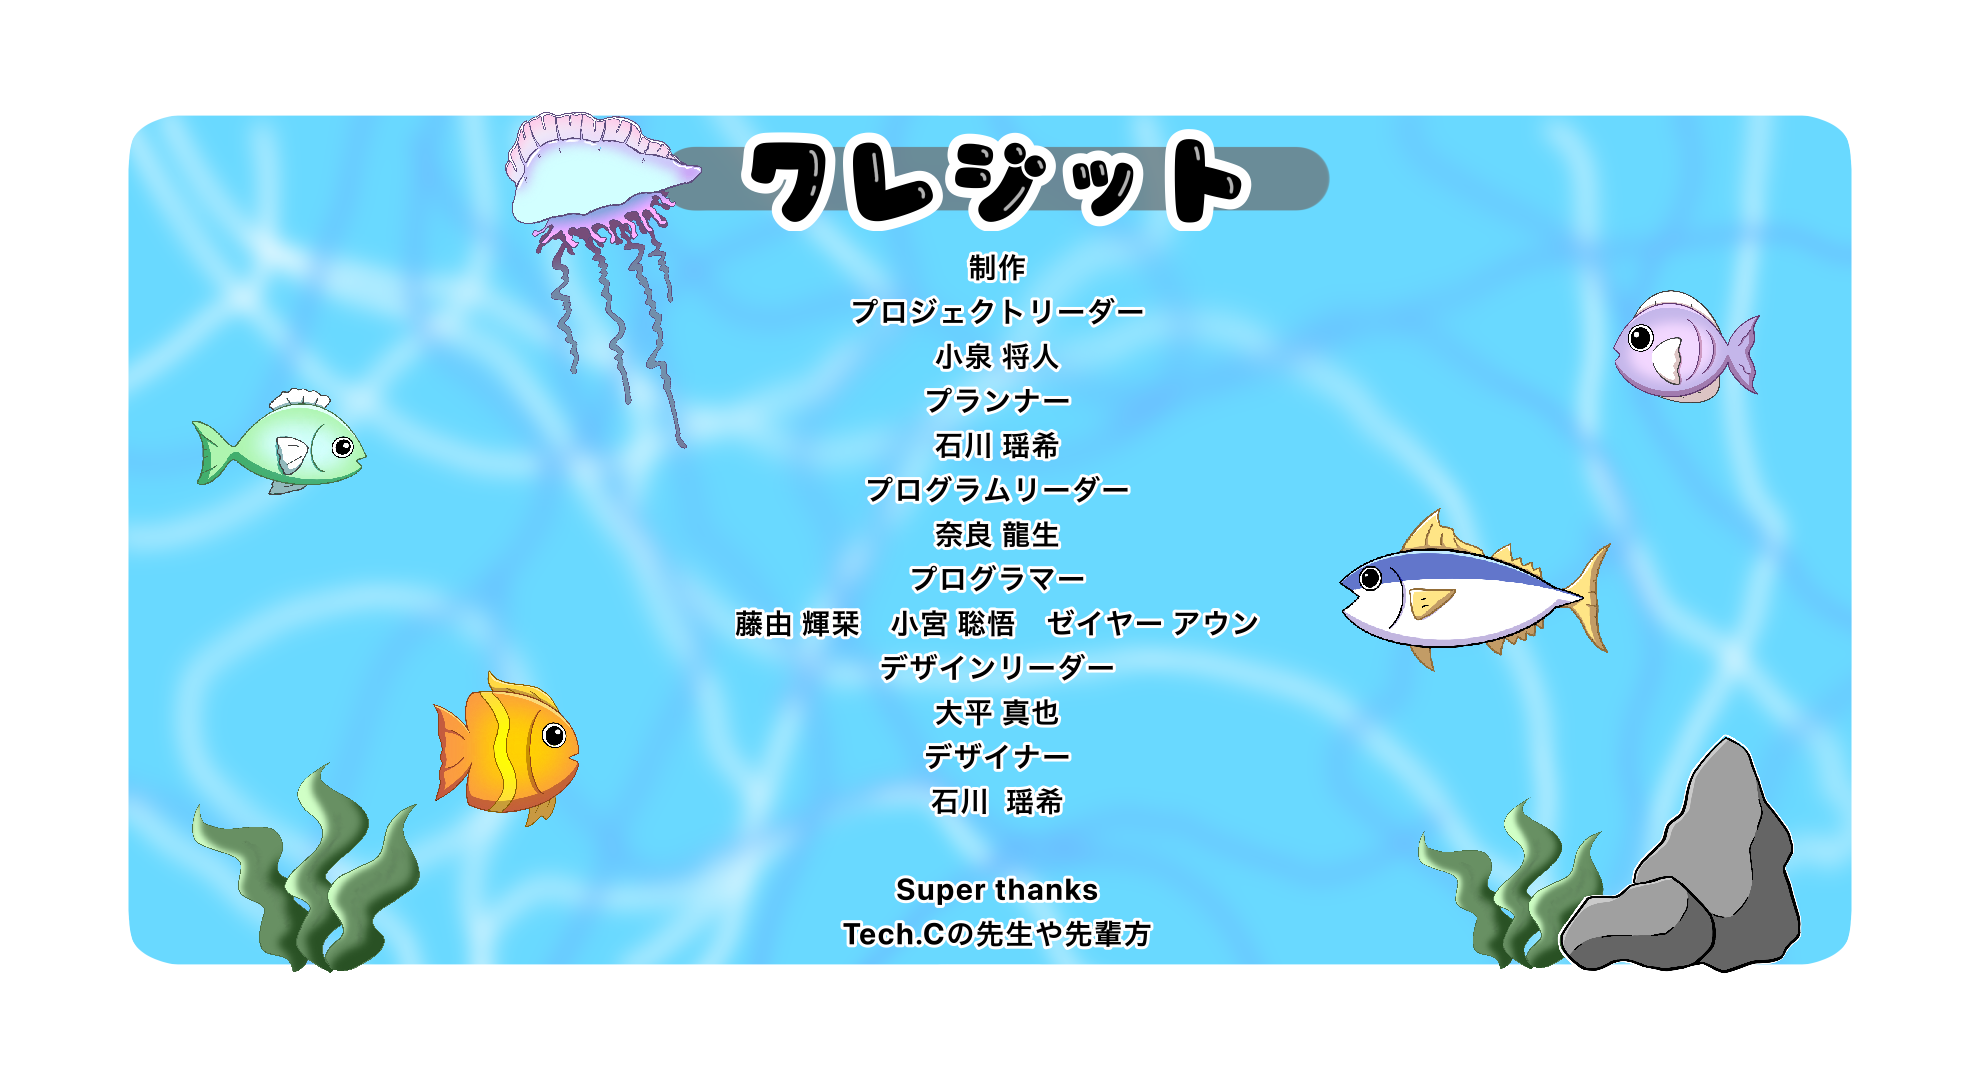 クレジット
制作
プロジェクトリーダー
小泉 将人
プランナー
石川 瑶希
プログラムリーダー
奈良 龍生
プログラマー
藤由 輝栞　小宮 聡悟　ゼイヤー アウン
デザインリーダー
大平 真也
デザイナー
石川 瑶希
Super thanks
Tech.Cの先生や先輩方